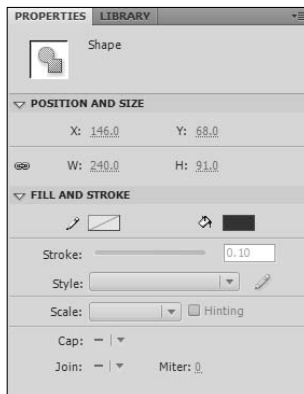 PROPERTIES LIBRARY
Shape
POSITION AND SIZE
X: 146.0 Y: 68.0
W: 240.0 H: 91.0
FILL AND STROKE
Stroke: 0.10
Style:
Scale: Hinting
Cap:
Join: Miter: 0